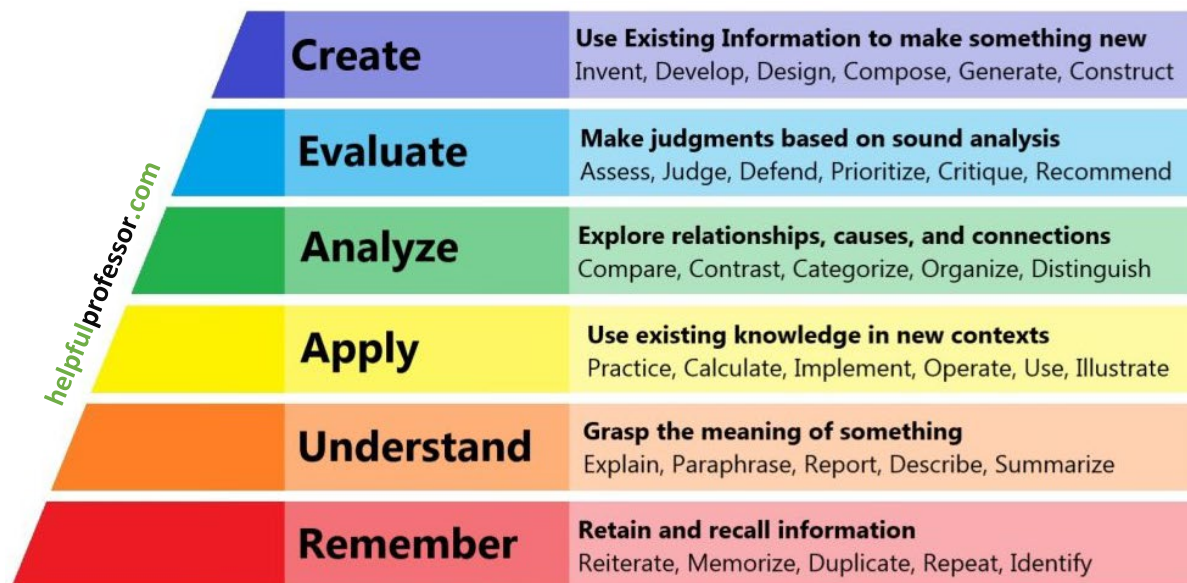 Create
Use Existing Information to make something new
Invent, Develop, Design, Compose, Generate, Construct
Evaluate
Make judgments based on sound analysis
Assess, Judge, Defend, Prioritize, Critique, Recommend
Analyze
Explore relationships, causes, and connections
Compare, Contrast, Categorize, Organize, Distinguish
Apply
Use existing knowledge in new contexts
Practice, Calculate, Implement, Operate, Use, Illustrate
Understand
Grasp the meaning of something
Explain, Paraphrase, Report, Describe, Summarize
Remember
Retain and recall information
Reiterate, Memorize, Duplicate, Repeat, Identify
helpfulprofessor.com